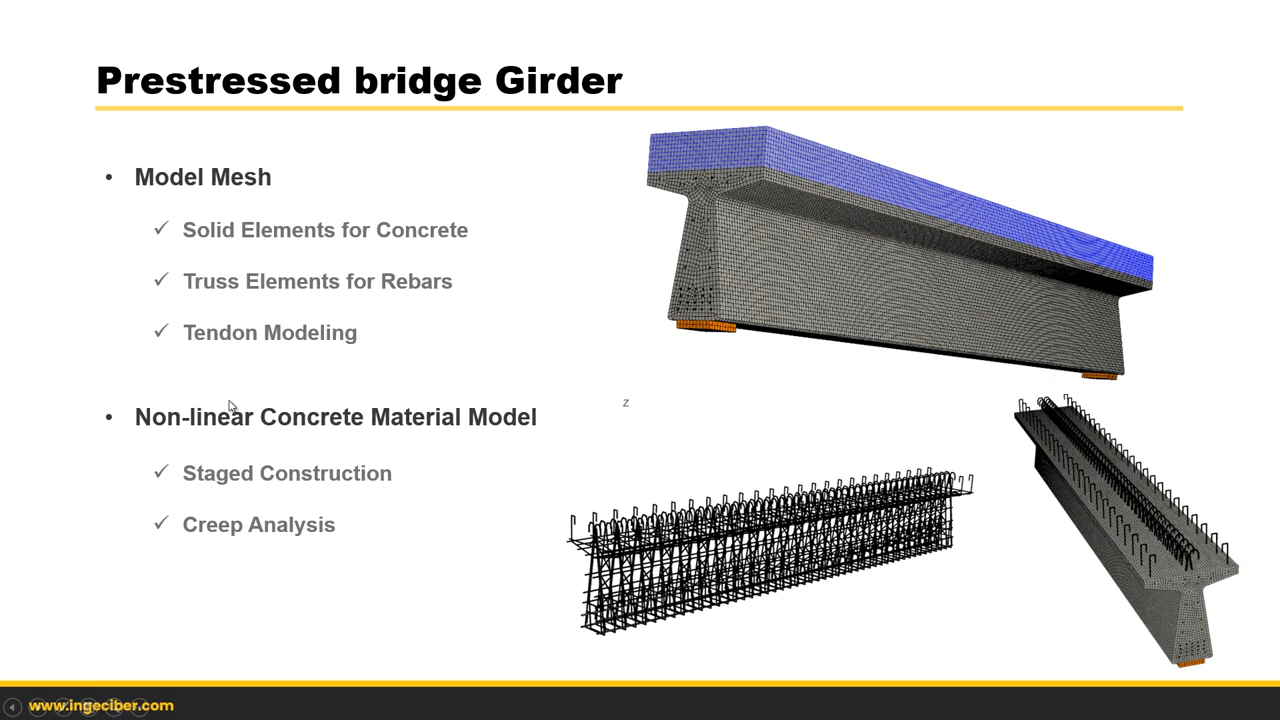 Prestressed bridge Girder
• Model Mesh
✓ Solid Elements for Concrete
✓ Truss Elements for Rebars
✓ Tendon Modeling
• Non-linear Concrete Material Model
✓ Staged Construction
✓ Creep Analysis
Z
www.ingeciber.com